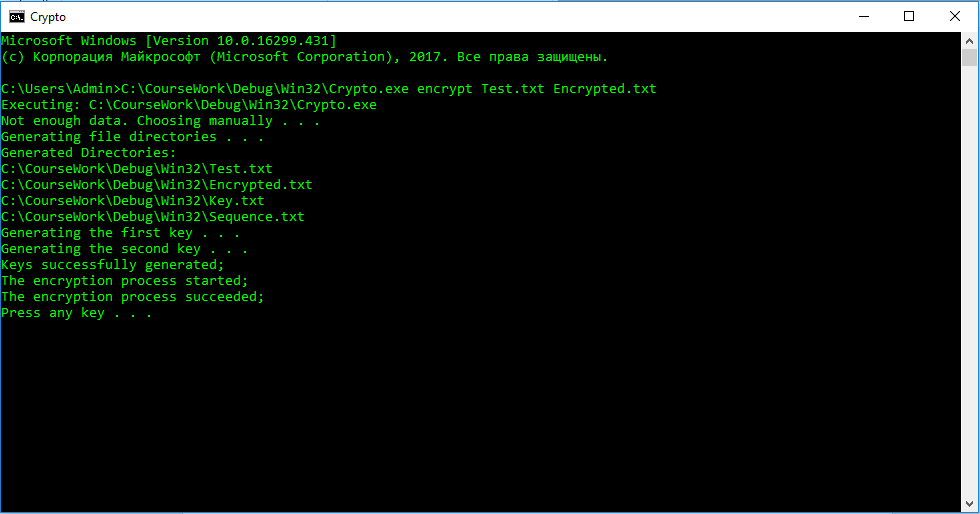 Crypto
Microsoft Windows [Version 10.0.16299.431]
(c) Корпорация Майкрософт (Microsoft Corporation), 2017. Все права защищены.
C:\Users\Admin>C:\CourseWork\Debug\Win32\Crypto.exe encrypt Test.txt Encrypted.txt
Executing: C:\CourseWork\Debug\Win32\Crypto.exe
Not enough data. Choosing manually . . .
Generating file directories . . .
Generated Directories:
C:\CourseWork\Debug\Win32\Test.txt
C:\CourseWork\Debug\Win32\Encrypted.txt
C:\CourseWork\Debug\Win32\Key.txt
C:\CourseWork\Debug\Win32\Sequence.txt
Generating the first key . . .
Generating the second key . . .
Keys successfully generated;
The encryption process started;
The encryption process succeeded;
Press any key . . .